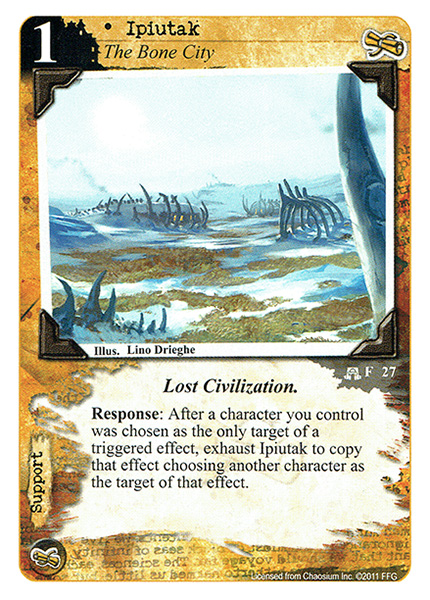 1
• Ipiutak
The Bone City
Illus. Lino Drieghe
F 27
Lost Civilization.
Response: After a character you control
was chosen as the only target of a
triggered effect, exhaust Ipiutak to copy
that effect choosing another character as
the target of that effect.
Support
Licensed from Chaosium Inc. ©2011 FFG